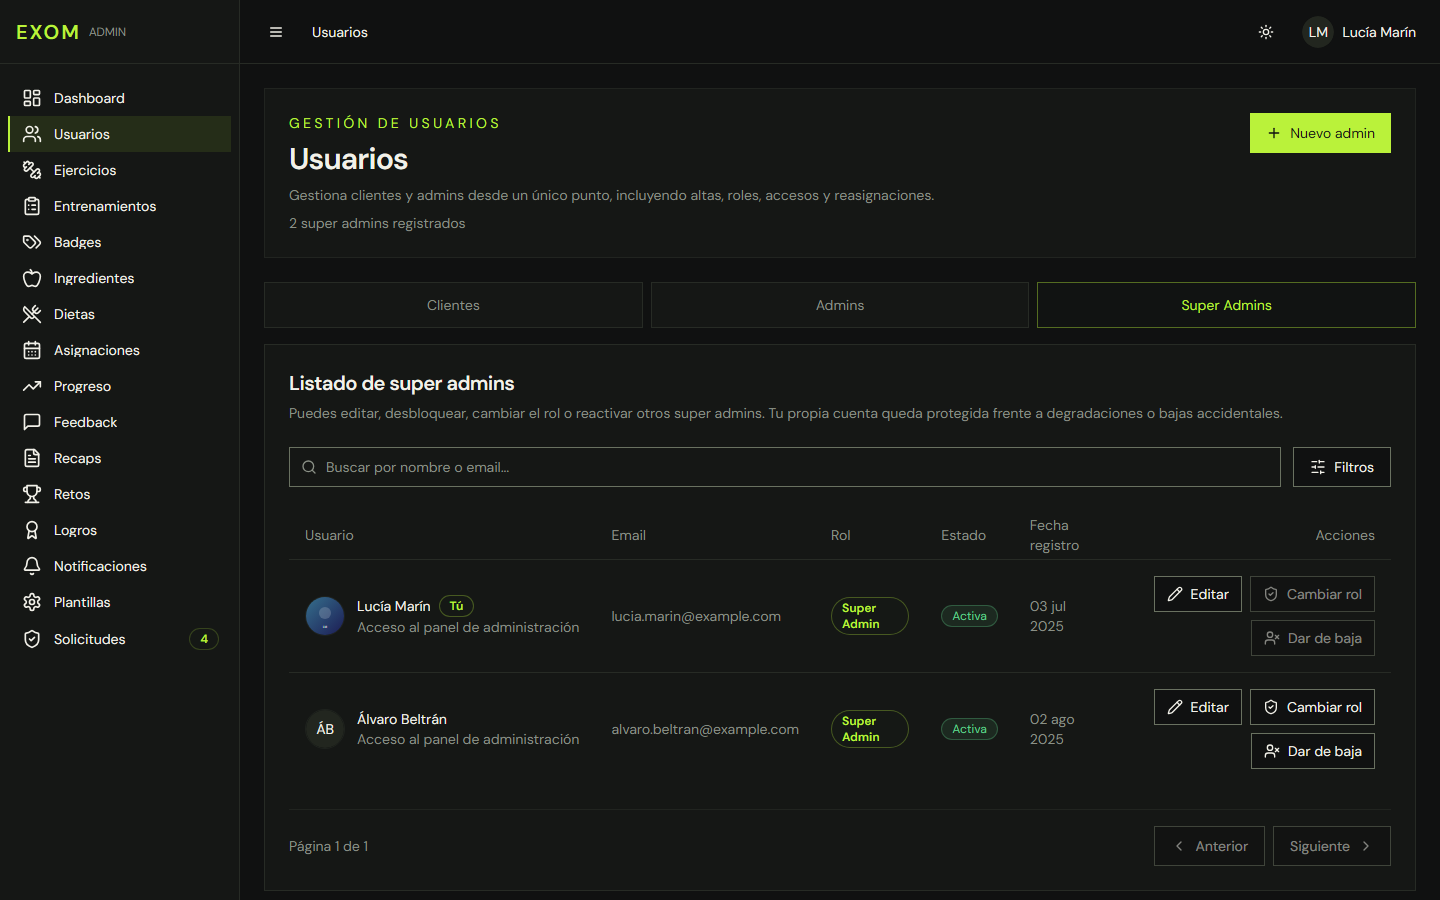 EXOM ADMIN
Usuarios
LM Lucía Marín
Dashboard
Usuarios
Ejercicios
Entrenamientos
Badges
Ingredientes
Dietas
Asignaciones
Progreso
Feedback
Recaps
Retos
Logros
Notificaciones
Plantillas
Solicitudes 4
GESTIÓN DE USUARIOS
Usuarios
Gestiona clientes y admins desde un único punto, incluyendo altas, roles, accesos y reasignaciones.
2 super admins registrados
Nuevo admin
Clientes Admins Super Admins
Listado de super admins
Puedes editar, desbloquear, cambiar el rol o reactivar otros super admins. Tu propia cuenta queda protegida frente a degradaciones o bajas accidentales.
Buscar por nombre o email...
Filtros
Usuario Email Rol Estado Fecha registro Acciones
Lucía Marín Tú
Acceso al panel de administración
lucia.marin@example.com
Super Admin
Activa
03 jul 2025
Editar Cambiar rol
Dar de baja
ÁB
Álvaro Beltrán
Acceso al panel de administración
alvaro.beltran@example.com
Super Admin
Activa
02 ago 2025
Editar Cambiar rol
Dar de baja
Página 1 de 1
Anterior Siguiente